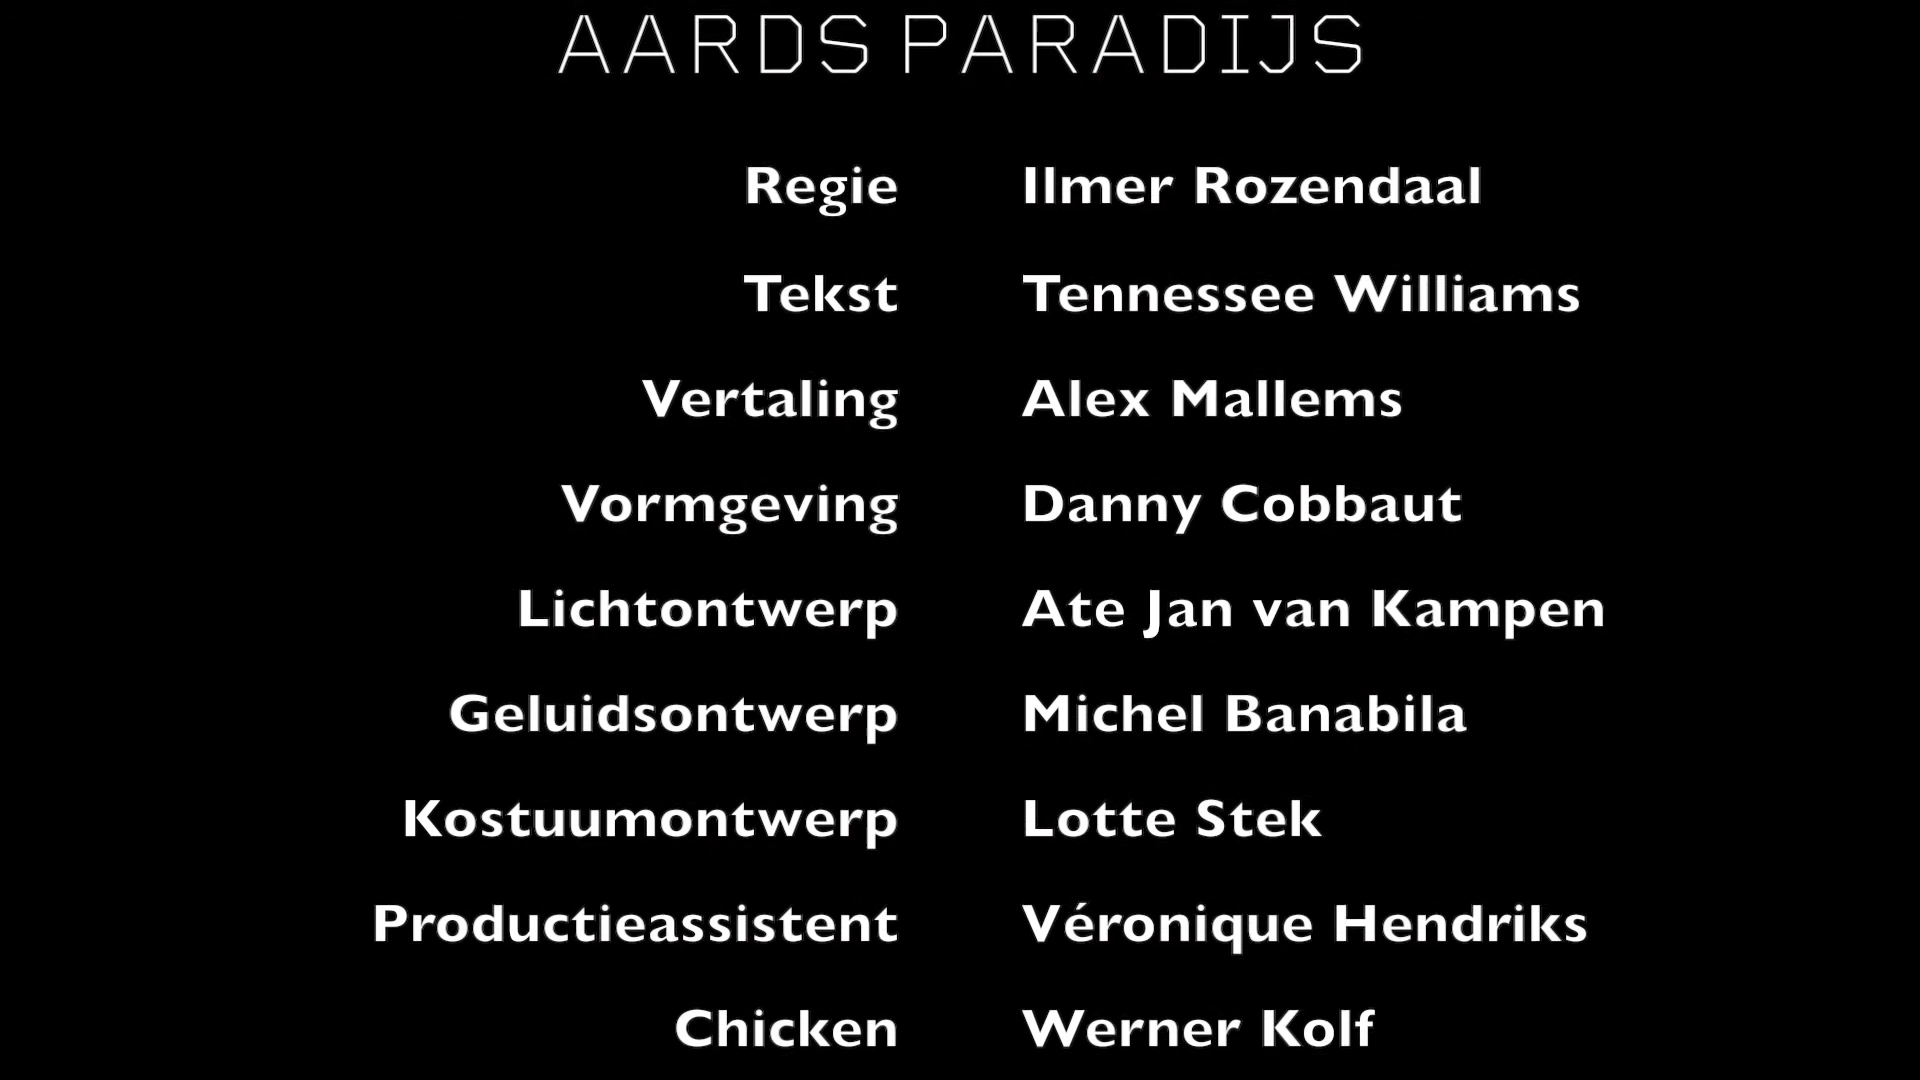 AARDS PARADIJS
Regie Ilmer Rozendaal
Tekst Tennessee Williams
Vertaling Alex Mallems
Vormgeving Danny Cobbaut
Lichtontwerp Ate Jan van Kampen
Geluidsontwerp Michel Banabila
Kostuumontwerp Lotte Stek
Productieassistent Véronique Hendriks
Chicken Werner Kolf